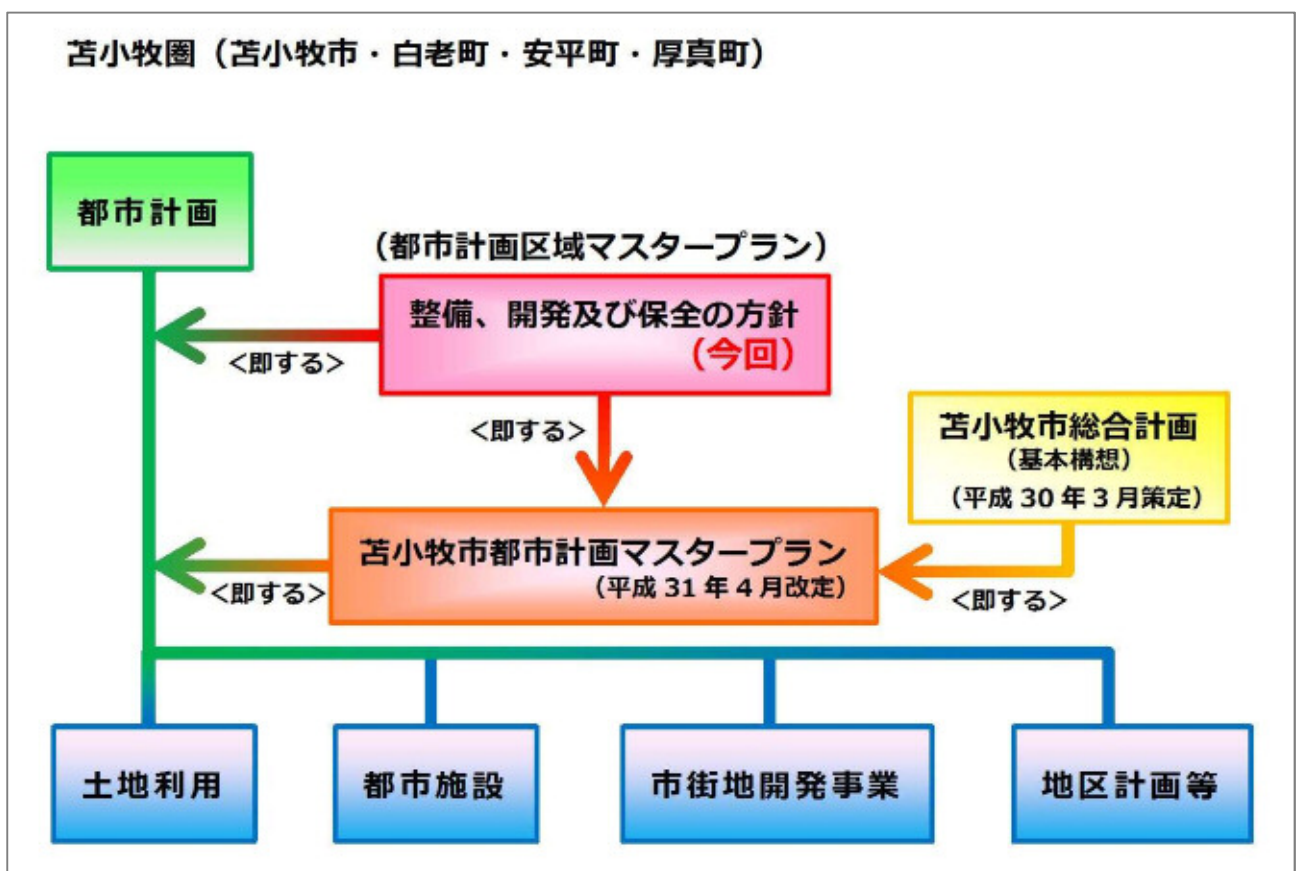 苫小牧圏（苫小牧市・白老町・安平町・厚真町）
都市計画
（都市計画区域マスタープラン）
整備、開発及び保全の方針
（今回）
＜即する＞
＜即する＞
苫小牧市総合計画
（基本構想）
（平成 30 年 3 月策定）
苫小牧市都市計画マスタープラン
（平成 31 年 4 月改定）
＜即する＞
＜即する＞
土地利用
都市施設
市街地開発事業
地区計画等